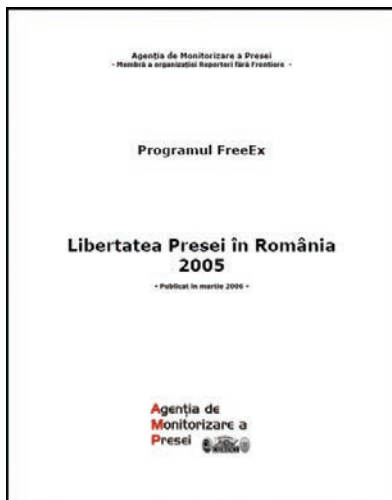 Agenția de Monitorizare a Presei
- Membră a organizației Reporteri fără Frontiere -
Programul FreeEx
Libertatea Presei în România
2005
- Publicat în martie 2006 -
Agenția de
Monitorizare a
Presei